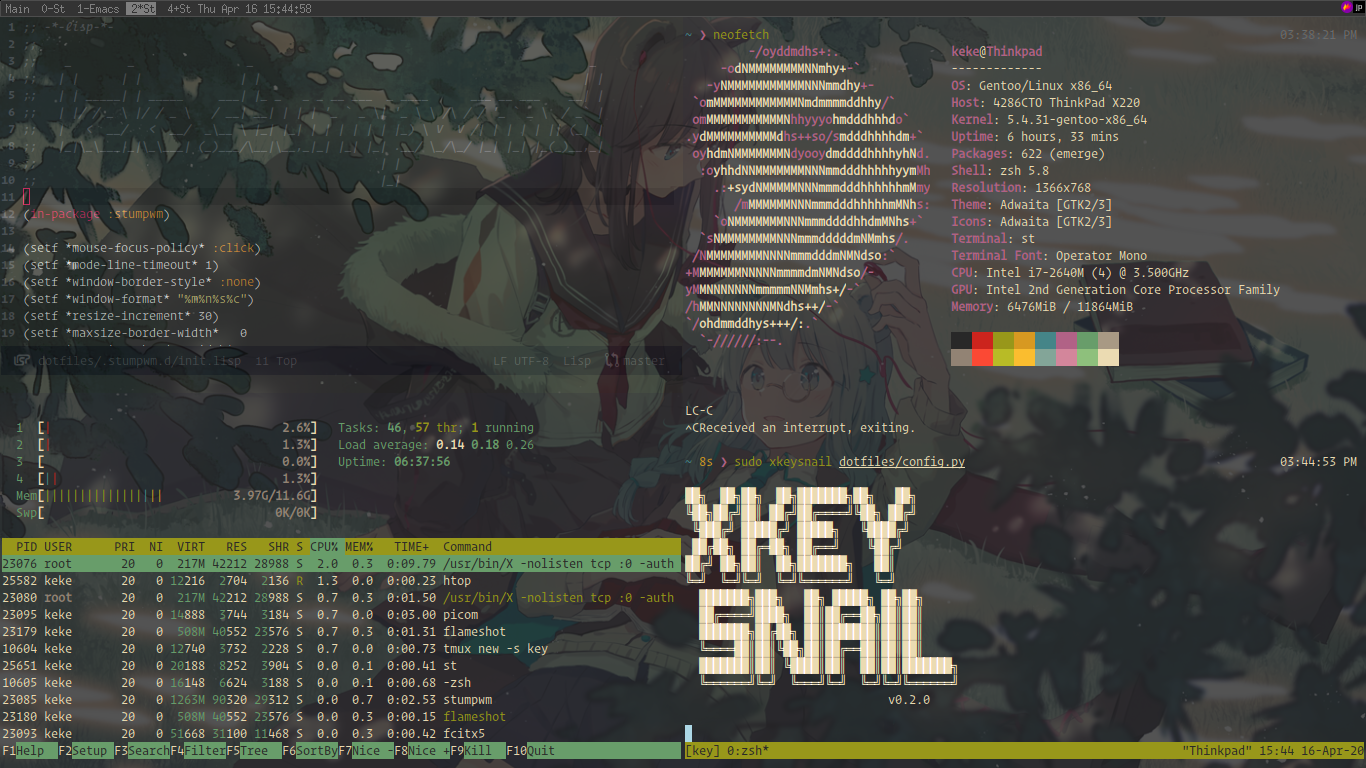 Main 0-St 1-Emacs 2*St 4+St Thu Apr 16 15:44:58
JP
1 ;; -*-lisp-*-
2 ;;
3 ;;
4 ;;
5 ;;
6 ;;
7 ;;
8 ;;
9 ;;
10 ;;
11
12 (in-package :stumpwm)
13
14 (setf *mouse-focus-policy* :click)
15 (setf *mode-line-timeout* 1)
16 (setf *window-border-style* :none)
17 (setf *window-format* "%m%n%s%c")
18 (setf *resize-increment* 30)
19 (setf *maxsize-border-width* 0
dotfiles/.stumpwm.d/init.lisp 11 Top LF UTF-8 Lisp master
1 [| 2.6%] Tasks: 46, 57 thr; 1 running
2 [| 1.3%] Load average: 0.14 0.18 0.26
3 [ 0.0%] Uptime: 06:37:56
4 [|| 1.3%]
Mem[||||||||||||||||| 3.97G/11.6G]
Swp[ 0K/0K]
PID USER PRI NI VIRT RES SHR S CPU% MEM% TIME+ Command
23076 root 20 0 217M 42212 28988 S 2.0 0.3 0:09.79 /usr/bin/X -nolisten tcp :0 -auth
25582 keke 20 0 12216 2704 2136 R 1.3 0.0 0:00.23 htop
23080 root 20 0 217M 42212 28988 S 0.7 0.3 0:01.50 /usr/bin/X -nolisten tcp :0 -auth
23095 keke 20 0 14888 3744 3184 S 0.7 0.0 0:03.00 picom
23179 keke 20 0 508M 40552 23576 S 0.7 0.3 0:01.31 flameshot
10604 keke 20 0 12740 3732 2228 S 0.7 0.0 0:00.73 tmux new -s key
25651 keke 20 0 20188 8252 3904 S 0.0 0.1 0:00.41 st
10605 keke 20 0 16148 6624 3188 S 0.0 0.1 0:00.68 -zsh
23085 keke 20 0 1263M 90320 29312 S 0.0 0.7 0:02.53 stumpwm
23180 keke 20 0 508M 40552 23576 S 0.0 0.3 0:00.15 flameshot
23093 keke 20 0 51668 31100 11468 S 0.0 0.3 0:00.42 fcitx5
F1Help F2Setup F3SearchF4FilterF5Tree F6SortByF7Nice -F8Nice +F9Kill F10Quit
~ ❯ neofetch 03:38:21 PM
-/oyddmdhs+:.
-odNMMMMMMMMNNmhy+-`
-yNMMMMMMMMMMMNNNmmdhy+-
`omMMMMMMMMMMMMNmdmmmmddhhy/`
omMMMMMMMMMMMNhhyyyohmdddhhhdo`
.ydMMMMMMMMMMdhs++so/smdddhhhhdm+`
oyhdmNMMMMMMMNdyooydmddddhhhhyhNd.
:oyhhdNNMMMMMMMNNNmmdddhhhhhyymMh
.:+sydNMMMMMNNNmmmdddhhhhhhmMmy
/mMMMMMMNNNmmmdddhhhhhmMNhs:
`oNMMMMMMMNNNmmmddddhhdmMNhs+`
`sNMMMMMMMMNNNmmmdddddmNMmhs/.
/NMMMMMMMMNNNNmmmdddmNMNdso:`
+MMMMMMMNNNNNmmmmdmNMNdso/-
yMMNNNNNNNmmmmmNNMmhs+/-`
/hMMNNNNNNNNMNdhs++/-`
`/ohdmmddhys+++/:.`
`-//////:--.
keke@Thinkpad
-------------
OS: Gentoo/Linux x86_64
Host: 4286CTO ThinkPad X220
Kernel: 5.4.31-gentoo-x86_64
Uptime: 6 hours, 33 mins
Packages: 622 (emerge)
Shell: zsh 5.8
Resolution: 1366x768
Theme: Adwaita [GTK2/3]
Icons: Adwaita [GTK2/3]
Terminal: st
Terminal Font: Operator Mono
CPU: Intel i7-2640M (4) @ 3.500GHz
GPU: Intel 2nd Generation Core Processor Family
Memory: 6476MiB / 11864MiB
LC-C
^CReceived an interrupt, exiting.
~ 8s ❯ sudo xkeysnail dotfiles/config.py 03:44:53 PM
XKEY
SNAIL
v0.2.0
[key] 0:zsh* "Thinkpad" 15:44 16-Apr-20